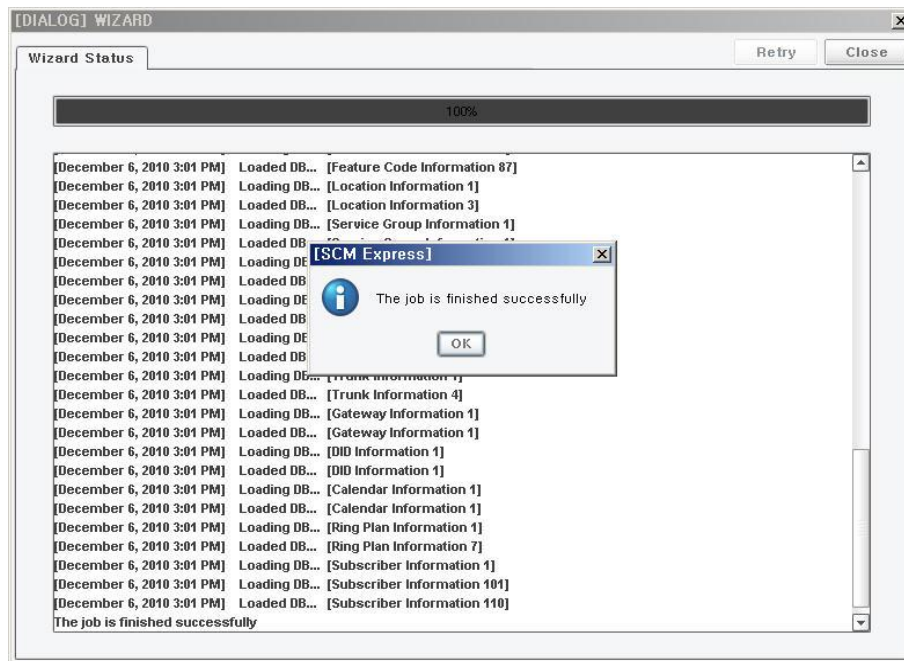 [DIALOG] WIZARD
Wizard Status
Retry
Close
100%
[December 6, 2010 3:01 PM] Loaded DB... [Feature Code Information 87]
[December 6, 2010 3:01 PM] Loading DB... [Location Information 1]
[December 6, 2010 3:01 PM] Loaded DB... [Location Information 3]
[December 6, 2010 3:01 PM] Loading DB... [Service Group Information 1]
[December 6, 2010 3:01 PM] Loaded DB
[December 6, 2010 3:01 PM] Loading
[December 6, 2010 3:01 PM] Loaded DB
[December 6, 2010 3:01 PM] Loading
[December 6, 2010 3:01 PM] Loaded DB
[December 6, 2010 3:01 PM] Loading
[December 6, 2010 3:01 PM] Loaded DB
[SCM Express]
The job is finished successfully
OK
[December 6, 2010 3:01 PM] Loading DB... [Trunk Information 1]
[December 6, 2010 3:01 PM] Loaded DB... [Trunk Information 4]
[December 6, 2010 3:01 PM] Loading DB... [Gateway Information 1]
[December 6, 2010 3:01 PM] Loaded DB... [Gateway Information 1]
[December 6, 2010 3:01 PM] Loading DB... [DID Information 1]
[December 6, 2010 3:01 PM] Loaded DB... [DID Information 1]
[December 6, 2010 3:01 PM] Loading DB... [Calendar Information 1]
[December 6, 2010 3:01 PM] Loaded DB... [Calendar Information 1]
[December 6, 2010 3:01 PM] Loading DB... [Ring Plan Information 1]
[December 6, 2010 3:01 PM] Loaded DB... [Ring Plan Information 7]
[December 6, 2010 3:01 PM] Loading DB... [Subscriber Information 1]
[December 6, 2010 3:01 PM] Loading DB... [Subscriber Information 101]
[December 6, 2010 3:01 PM] Loaded DB... [Subscriber Information 110]
The job is finished successfully